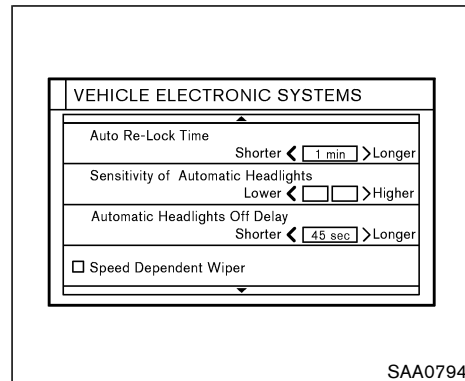 VEHICLE ELECTRONIC SYSTEMS
Auto Re-Lock Time
Shorter 1 min Longer
Sensitivity of Automatic Headlights
Lower Higher
Automatic Headlights Off Delay
Shorter 45 sec Longer
Speed Dependent Wiper
SAA0794